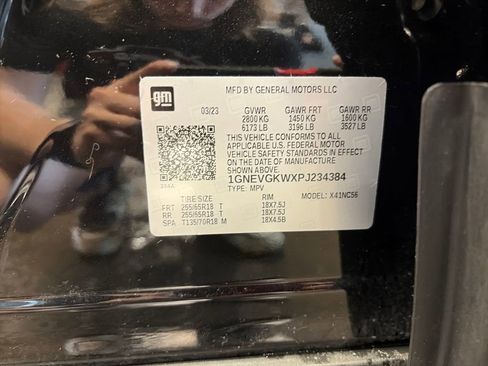 MFD BY GENERAL MOTORS LLC
gm
03/23 GVWR GAWR FRT GAWR RR
2800 KG 1450 KG 1600 KG
6173 LB 3196 LB 3527 LB
THIS VEHICLE CONFORMS TO ALL
APPLICABLE U.S. FEDERAL MOTOR
VEHICLE SAFETY STANDARDS IN EFFECT
ON THE DATE OF MANUFACTURE
SHOWN ABOVE.
1GNEVGKWXPJ234384
TYPE: MPV MODEL: X41NC56
TIRE SIZE RIM
FRT 255/65R18 T 18X7.5J
RR 255/65R18 T 18X7.5J
SPA T135/70R18 M 18X4.5B